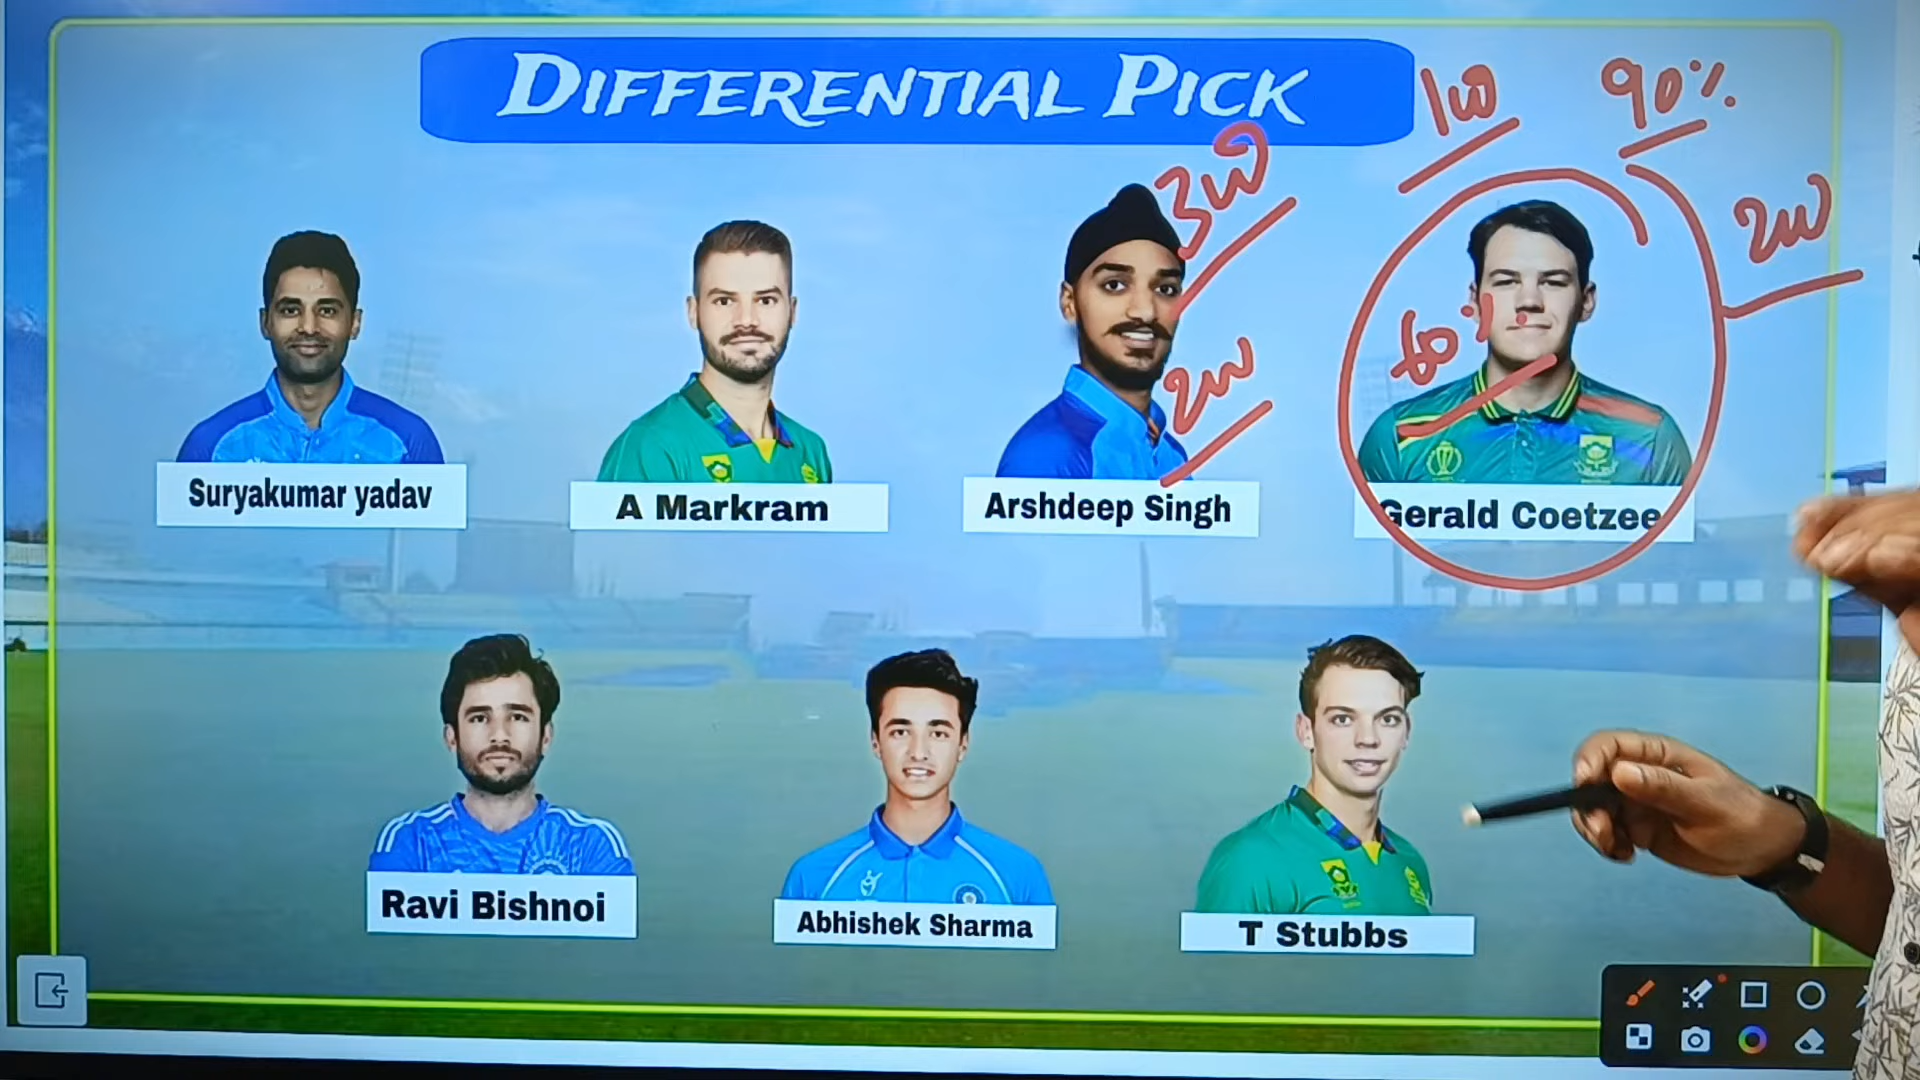 DIFFERENTIAL PICK
1W
90%
3W
2W
60%
2W
Suryakumar yadav
A Markram
Arshdeep Singh
Gerald Coetzee
Ravi Bishnoi
Abhishek Sharma
T Stubbs